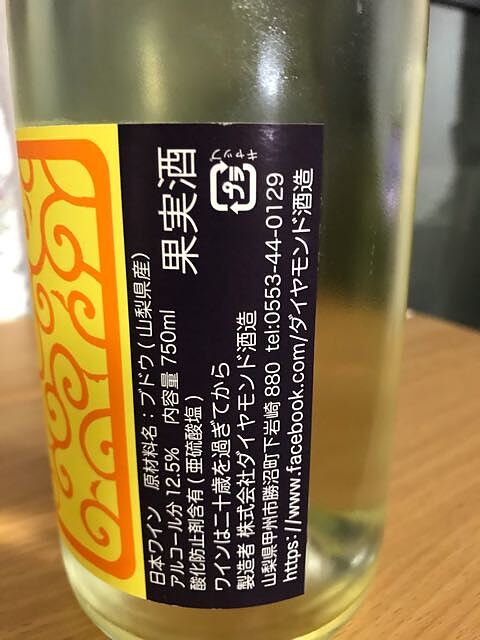 果実酒
キャップ
プラ
日本ワイン 原材料名：ブドウ(山梨県産)
アルコール分 12.5% 内容量 750ml
酸化防止剤含有(亜硫酸塩)
ワインは二十歳を過ぎてから
製造者 株式会社ダイヤモンド酒造
山梨県甲州市勝沼町下岩崎 880 tel:0553-44-0129
https://www.facebook.com/ダイヤモンド酒造